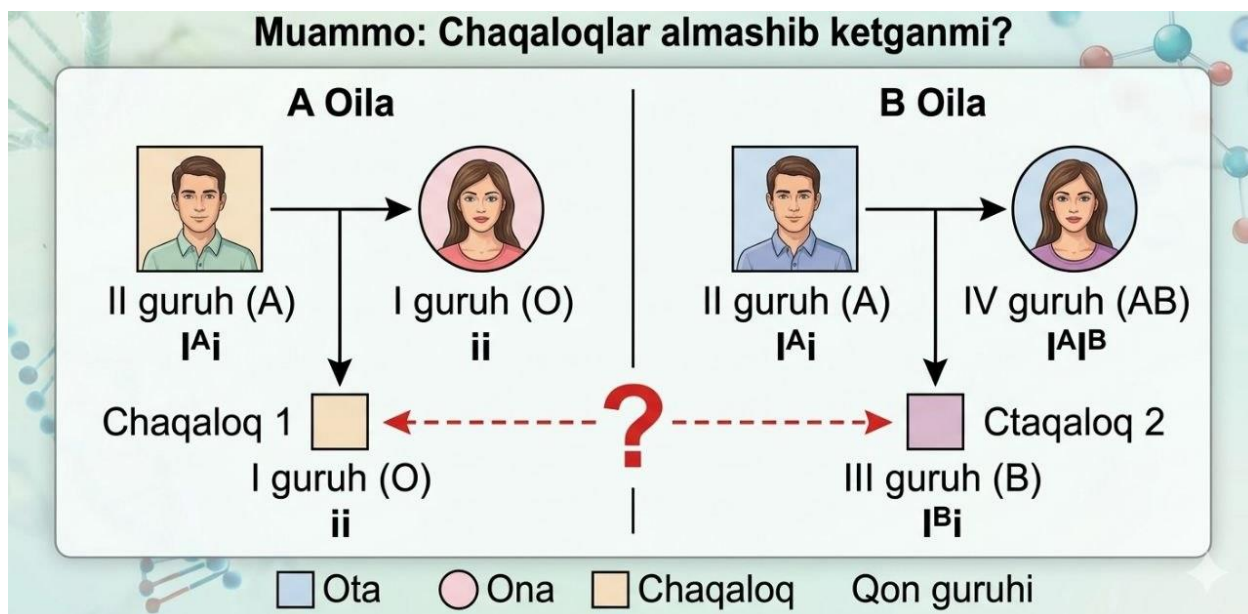 Muammo: Chaqaloqlar almashib ketganmi?
A Oila
II guruh (A)
Iᴬi
I guruh (O)
ii
Chaqaloq 1
I guruh (O)
ii
?
B Oila
II guruh (A)
Iᴬi
IV guruh (AB)
IᴬIᴮ
Ctaqaloq 2
III guruh (B)
Iᴮi
Ota Ona Chaqaloq Qon guruhi